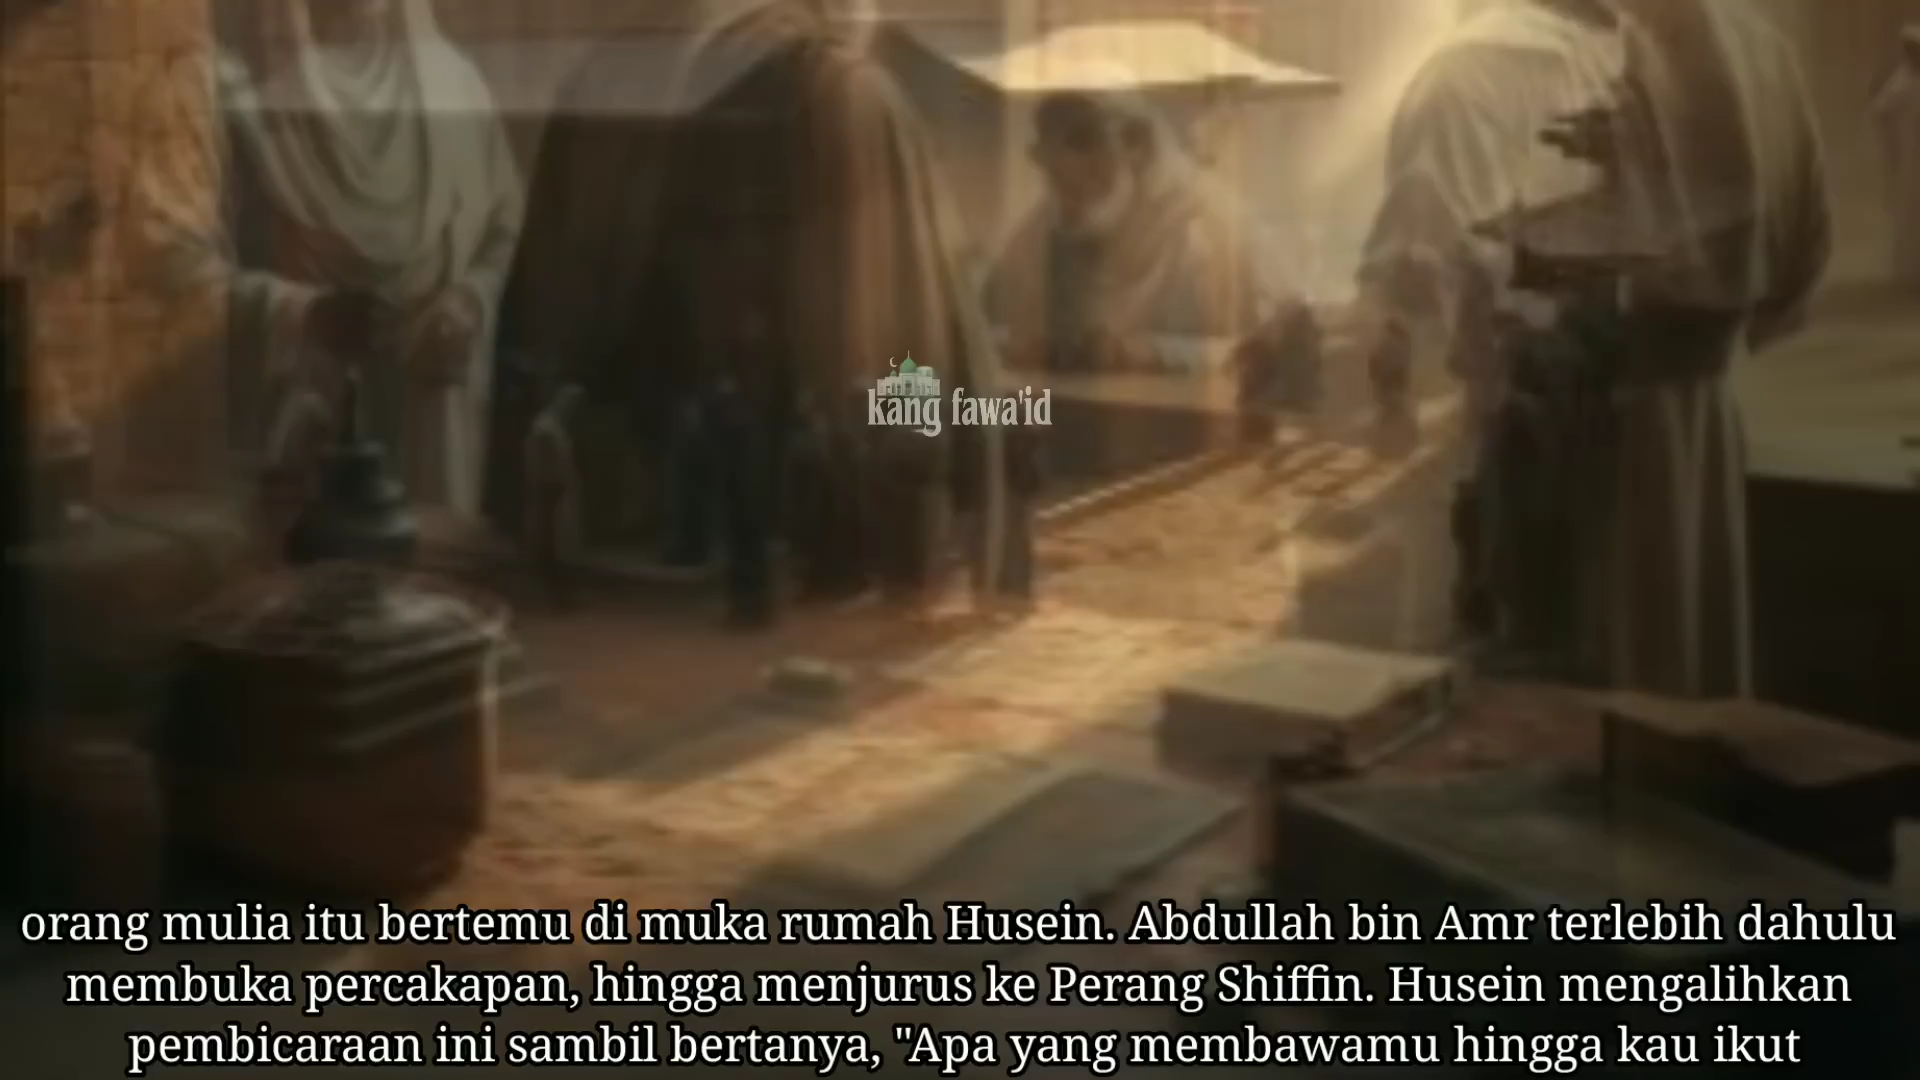 kang fawa'id
orang mulia itu bertemu di muka rumah Husein. Abdullah bin Amr terlebih dahulu
membuka percakapan, hingga menjurus ke Perang Shiffin. Husein mengalihkan
pembicaraan ini sambil bertanya, "Apa yang membawamu hingga kau ikut